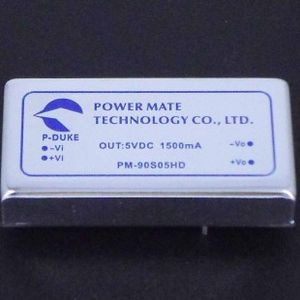 POWER MATE
TECHNOLOGY CO., LTD.
P-DUKE
-Vi
+Vi
OUT:5VDC 1500mA
-Vo
+Vo
PM-90S05HD